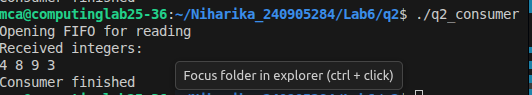 mca@computinglab25-36:~/Niharika_240905284/Lab6/q2$ ./q2_consumer
Opening FIFO for reading
Received integers:
4 8 9 3
Consumer finished
Focus folder in explorer (ctrl + click)